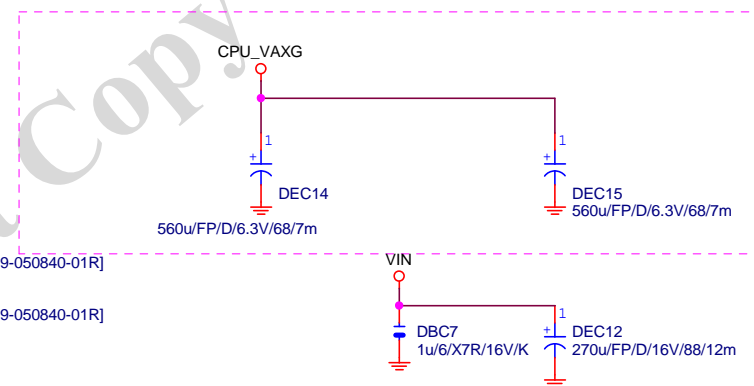 CPU_VAXG
1
+
DEC14
560u/FP/D/6.3V/68/7m
1
+
DEC15
560u/FP/D/6.3V/68/7m
9-050840-01R]
9-050840-01R]
VIN
DBC7
1u/6/X7R/16V/K
1
+
DEC12
270u/FP/D/16V/88/12m
Copy